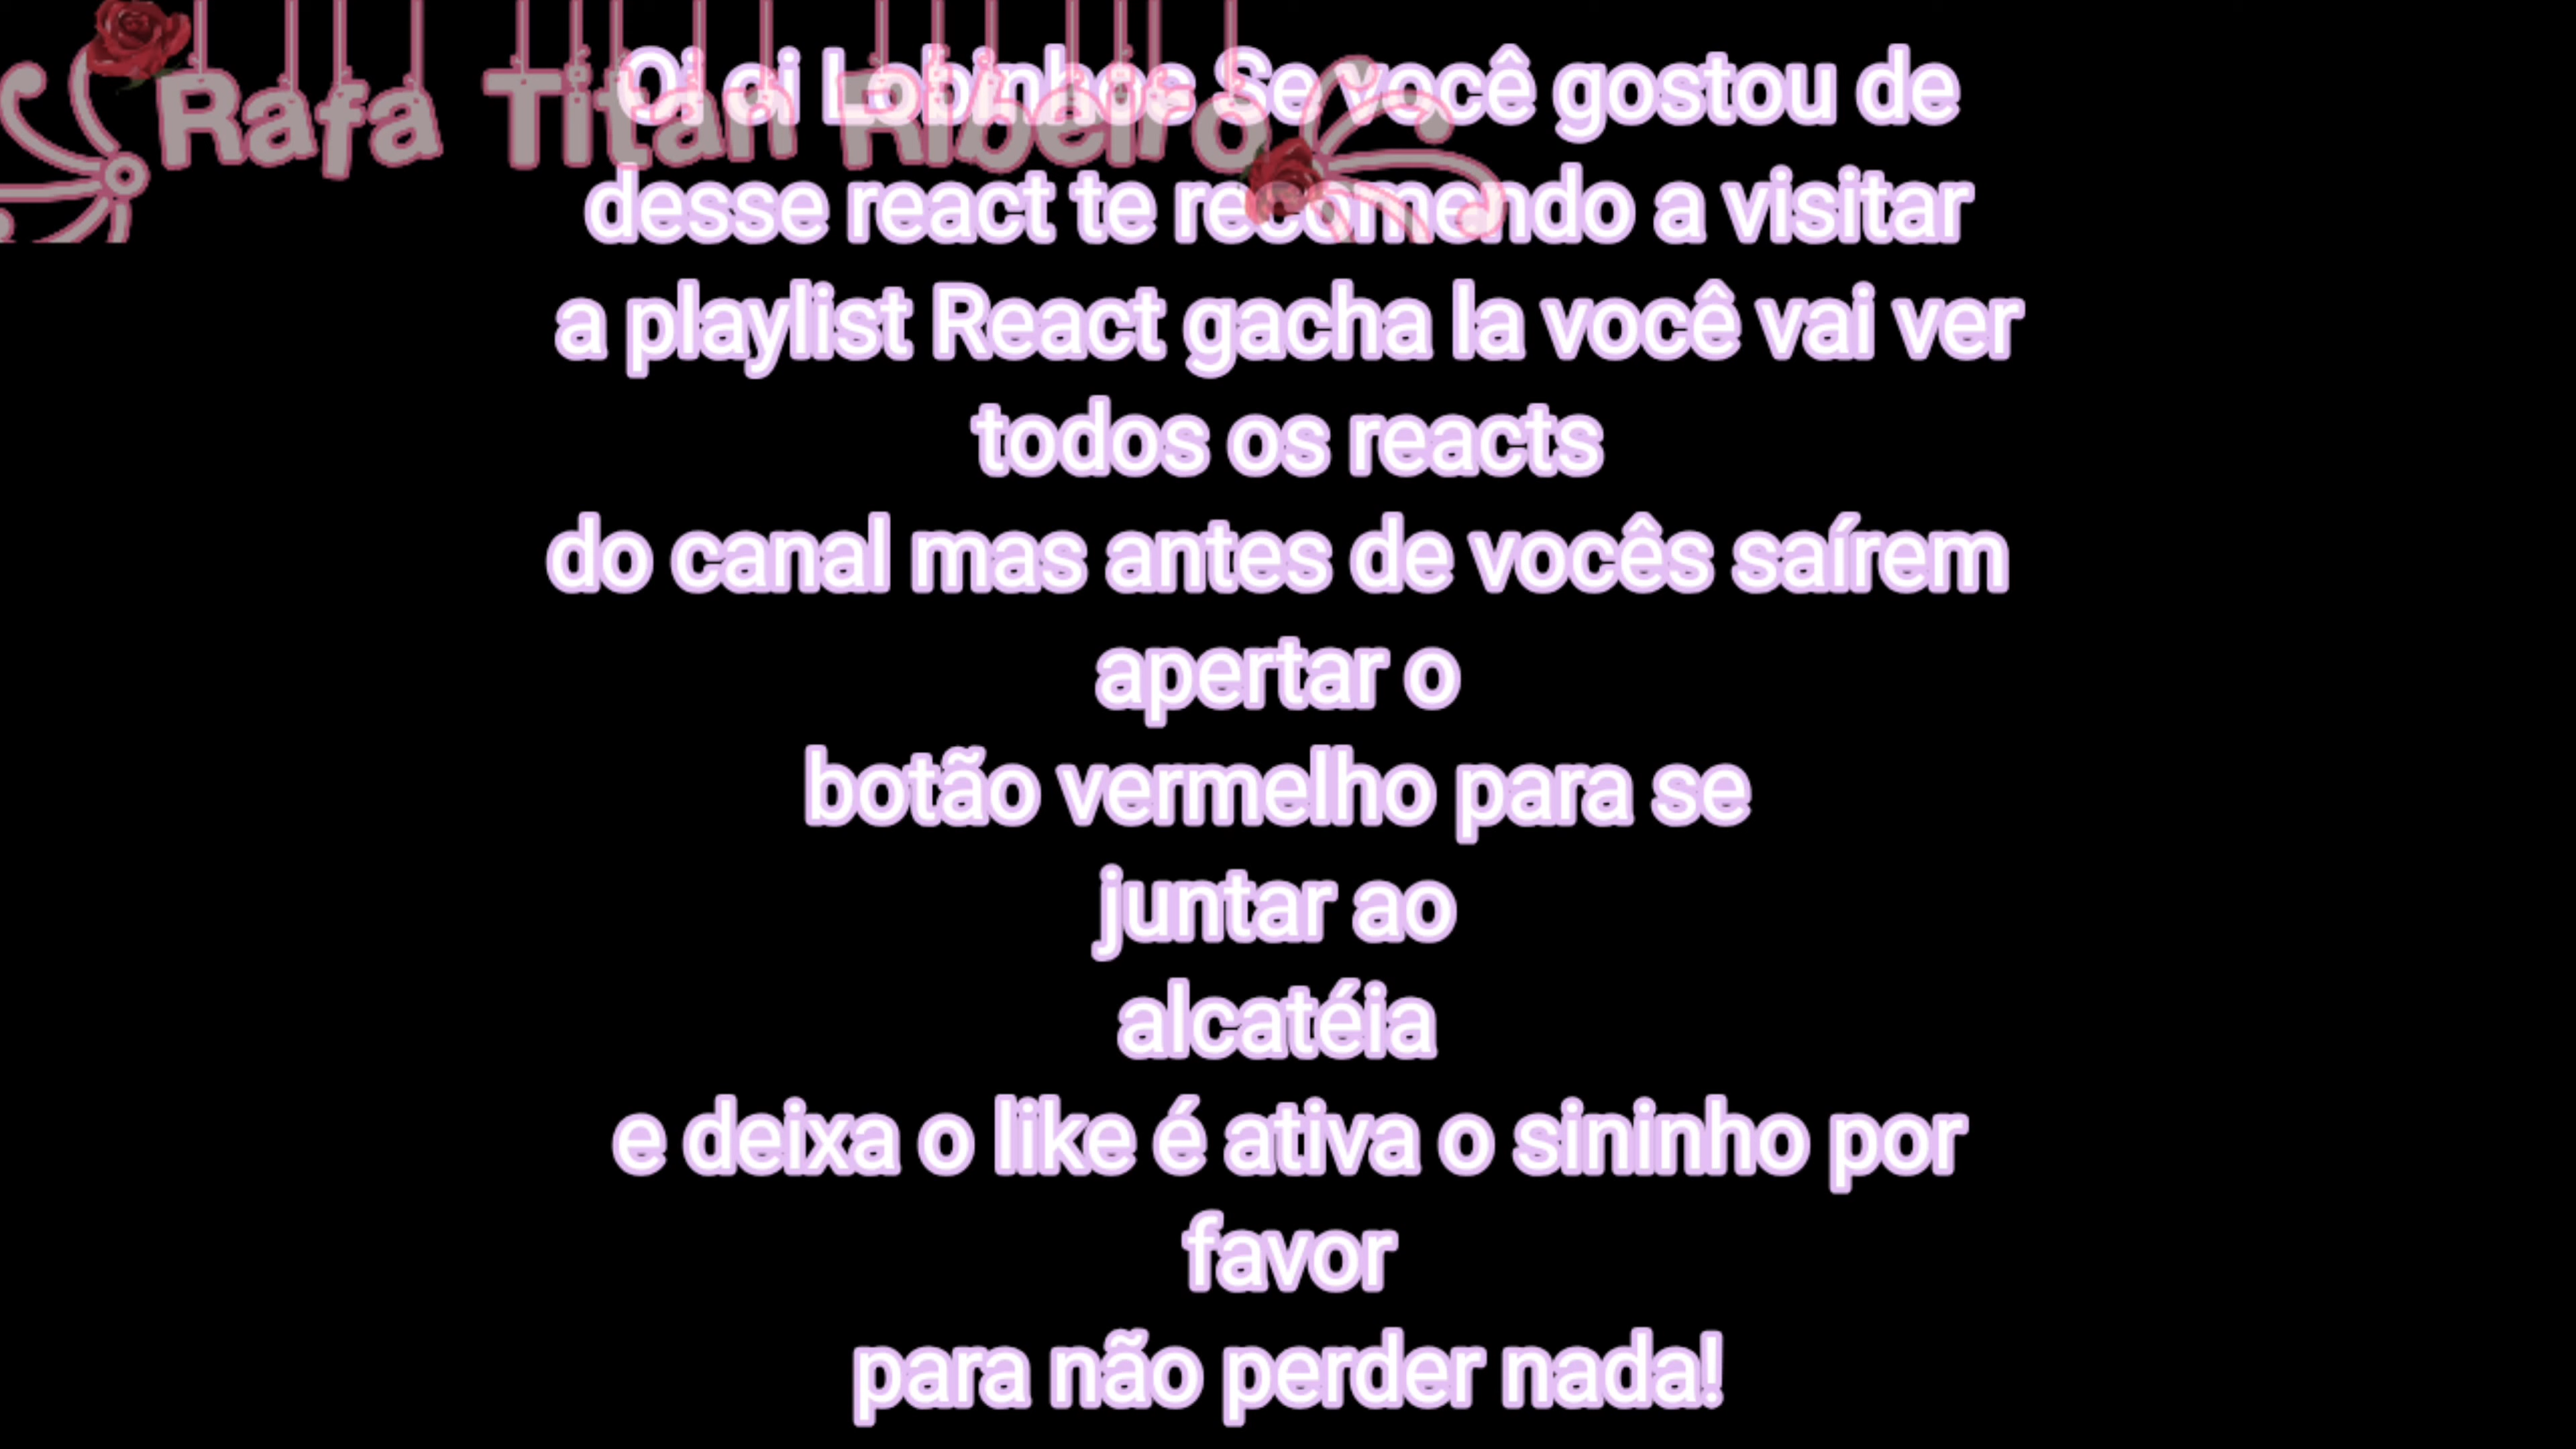 Rafa Titan Ribeiro
Oi oi Lobinhos Se você gostou de
desse react te recomendo a visitar
a playlist React gacha la você vai ver
todos os reacts
do canal mas antes de vocês saírem
apertar o
botão vermelho para se
juntar ao
alcatéia
e deixa o like é ativa o sininho por
favor
para não perder nada!